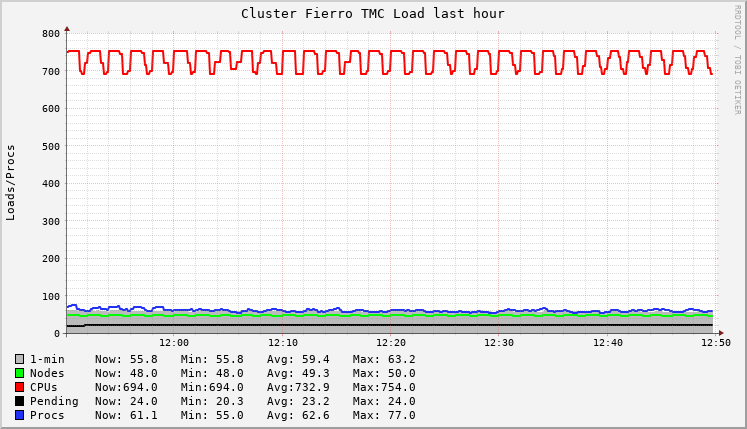 Cluster Fierro TMC Load last hour
RRDTOOL / TOBI OETIKER
Loads/Procs
800
700
600
500
400
300
200
100
0
12:00 12:10 12:20 12:30 12:40 12:50
1-min Now: 55.8 Min: 55.8 Avg: 59.4 Max: 63.2
Nodes Now: 48.0 Min: 48.0 Avg: 49.3 Max: 50.0
CPUs Now:694.0 Min:694.0 Avg:732.9 Max:754.0
Pending Now: 24.0 Min: 20.3 Avg: 23.2 Max: 24.0
Procs Now: 61.1 Min: 55.0 Avg: 62.6 Max: 77.0